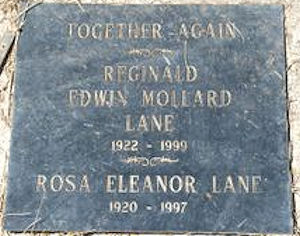 TOGETHER AGAIN
REGINALD
EDWIN MOLLARD
LANE
1922 - 1999
ROSA ELEANOR LANE
1920 - 1997